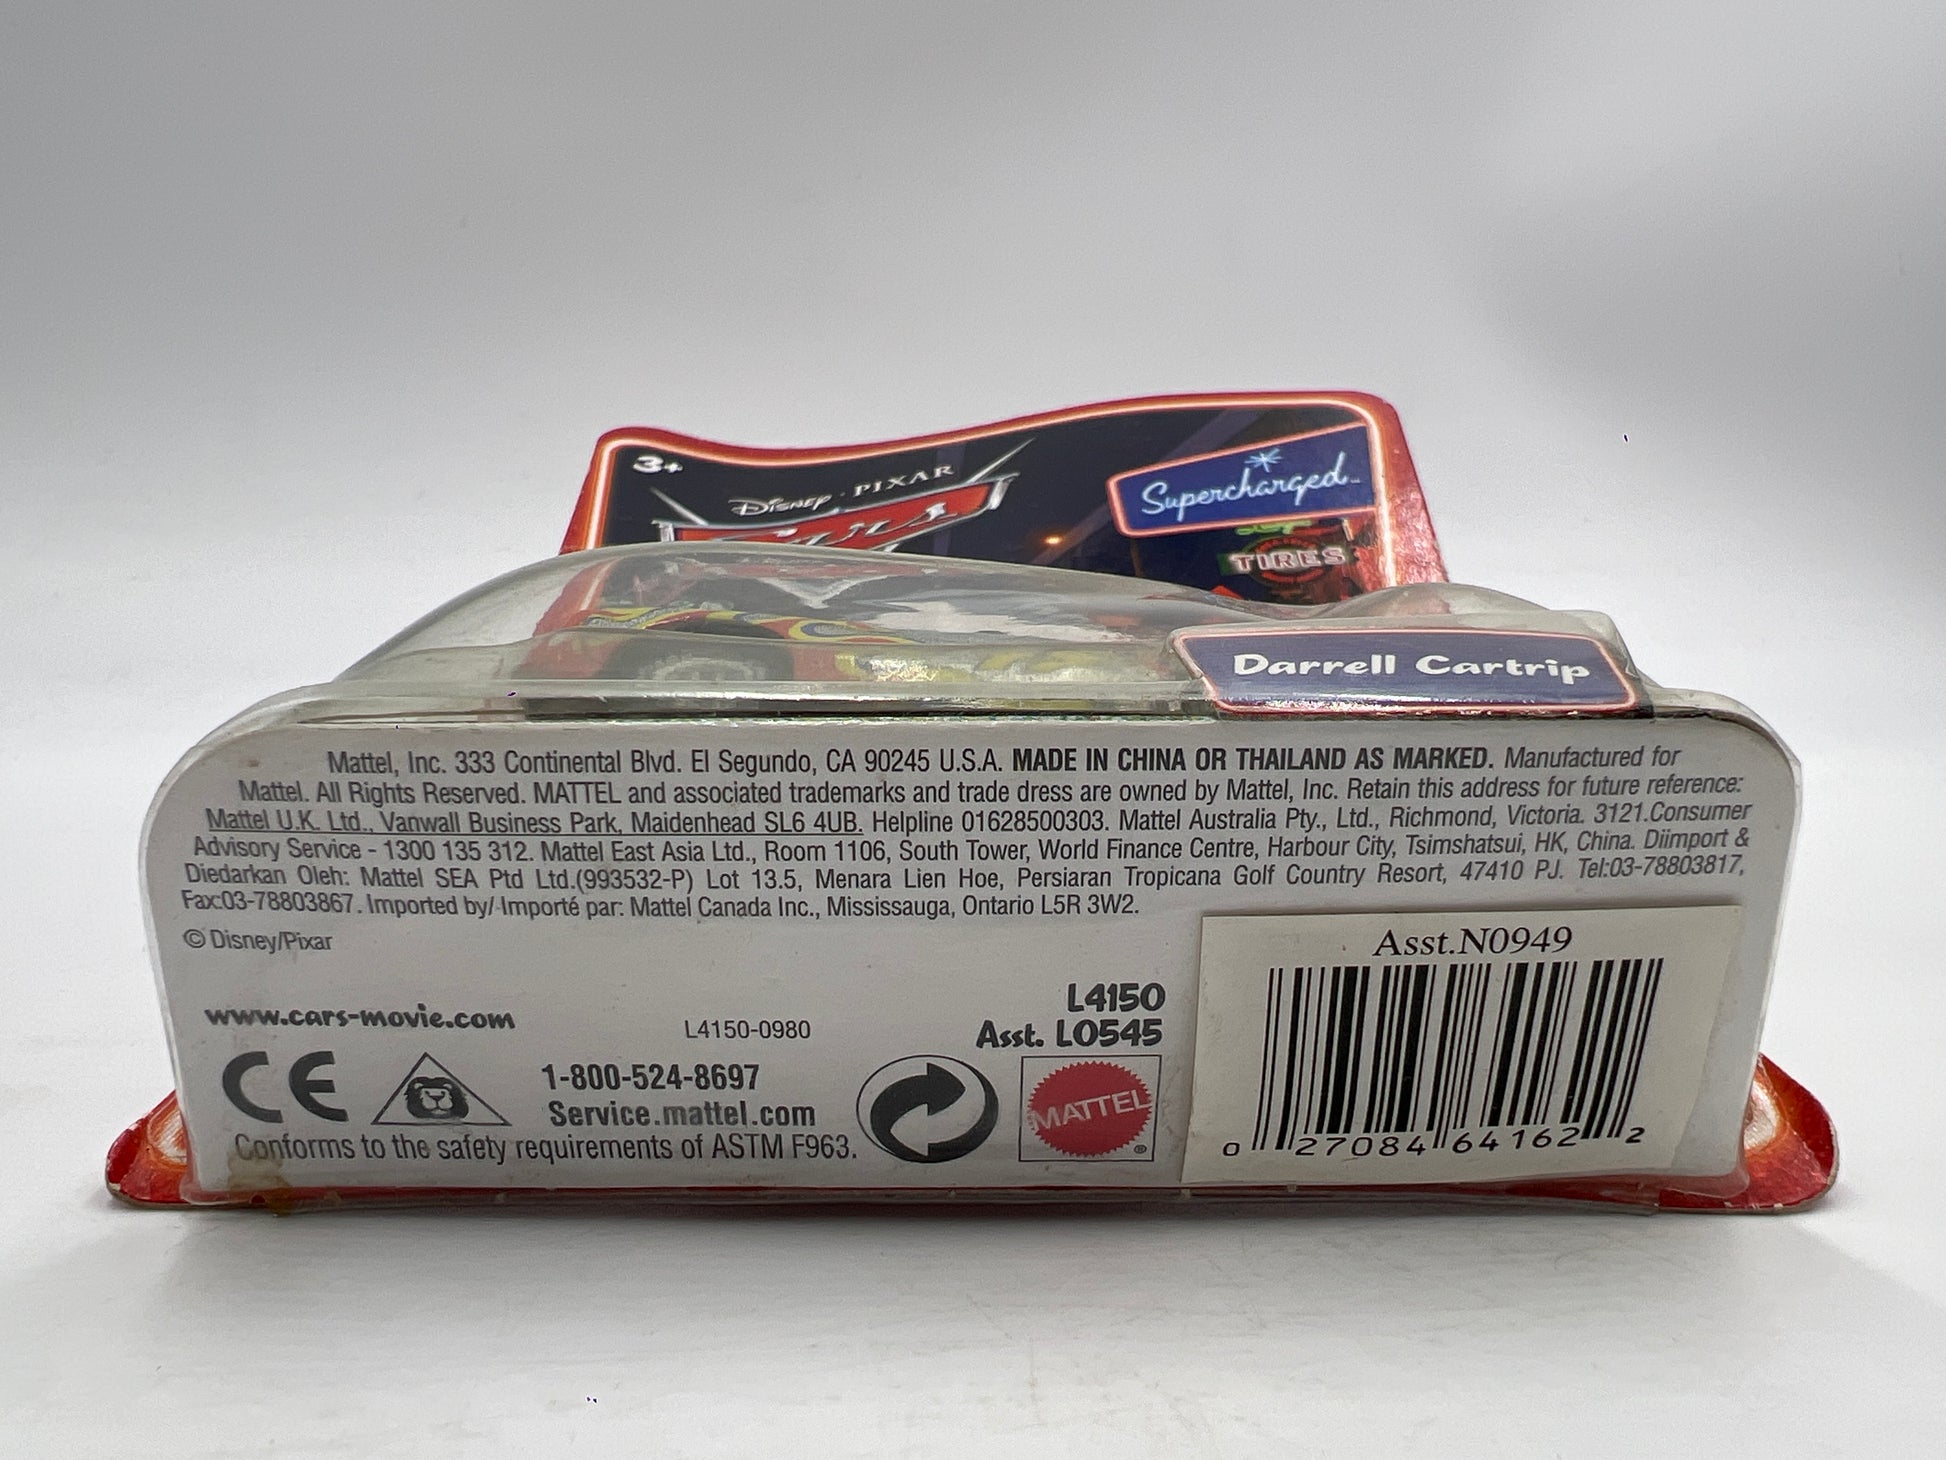 3+
Disney · PIXAR
Cars
Supercharged™
TIRES
Darrell Cartrip
Mattel, Inc. 333 Continental Blvd. El Segundo, CA 90245 U.S.A. MADE IN CHINA OR THAILAND AS MARKED. Manufactured for
Mattel. All Rights Reserved. MATTEL and associated trademarks and trade dress are owned by Mattel, Inc. Retain this address for future reference:
Mattel U.K. Ltd., Vanwall Business Park, Maidenhead SL6 4UB. Helpline 01628500303. Mattel Australia Pty., Ltd., Richmond, Victoria. 3121.Consumer
Advisory Service - 1300 135 312. Mattel East Asia Ltd., Room 1106, South Tower, World Finance Centre, Harbour City, Tsimshatsui, HK, China. Diimport &
Diedarkan Oleh: Mattel SEA Ptd Ltd.(993532-P) Lot 13.5, Menara Lien Hoe, Persiaran Tropicana Golf Country Resort, 47410 PJ. Tel:03-78803817,
Fax:03-78803867. Imported by/ Importé par: Mattel Canada Inc., Mississauga, Ontario L5R 3W2.
© Disney/Pixar
www.cars-movie.com
L4150-0980
L4150
Asst. L0545
CE
1-800-524-8697
Service.mattel.com
Conforms to the safety requirements of ASTM F963.
MATTEL®
Asst.N0949
0 27084 64162 2